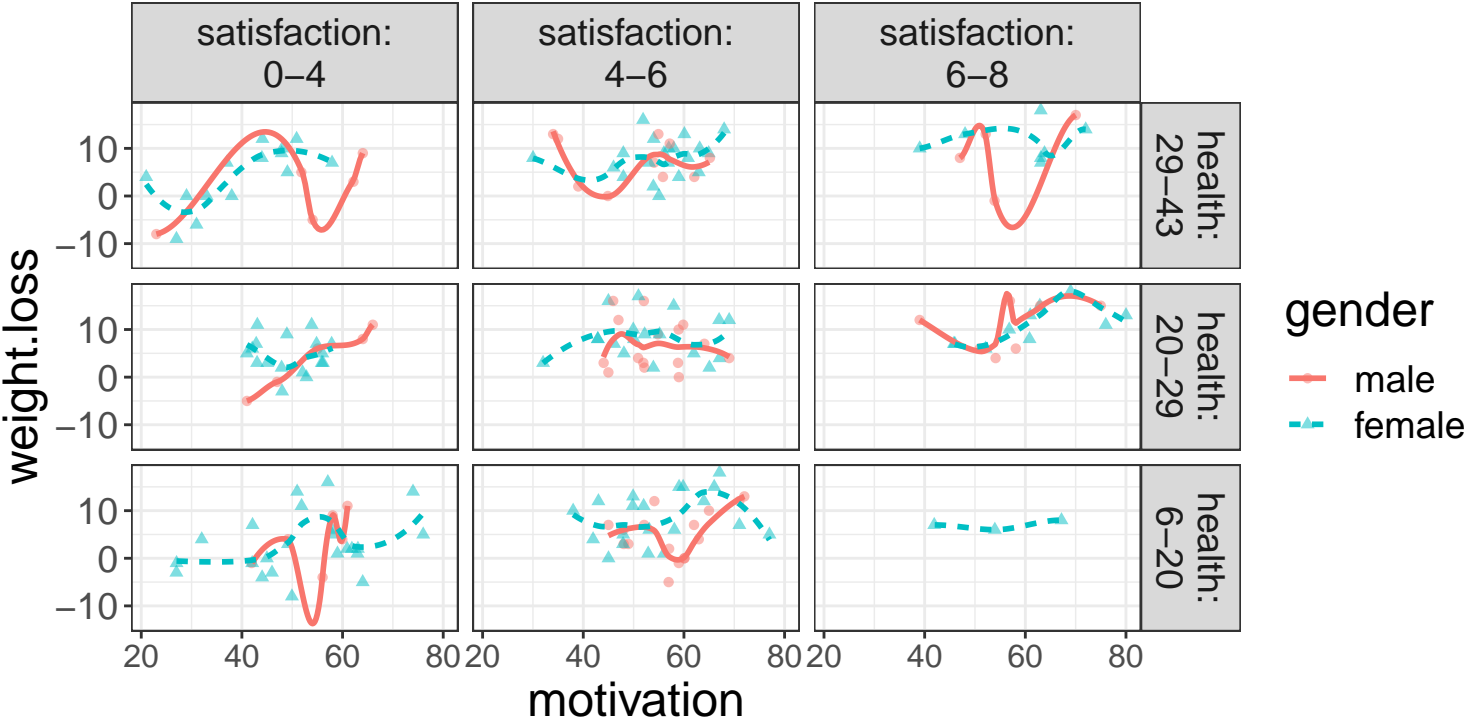 satisfaction:
0−4
satisfaction:
4−6
satisfaction:
6−8
health:
29−43
health:
20−29
health:
6−20
10
0
−10
10
0
−10
10
0
−10
20 40 60 80
20 40 60 80
20 40 60 80
motivation
weight.loss
gender
male
female